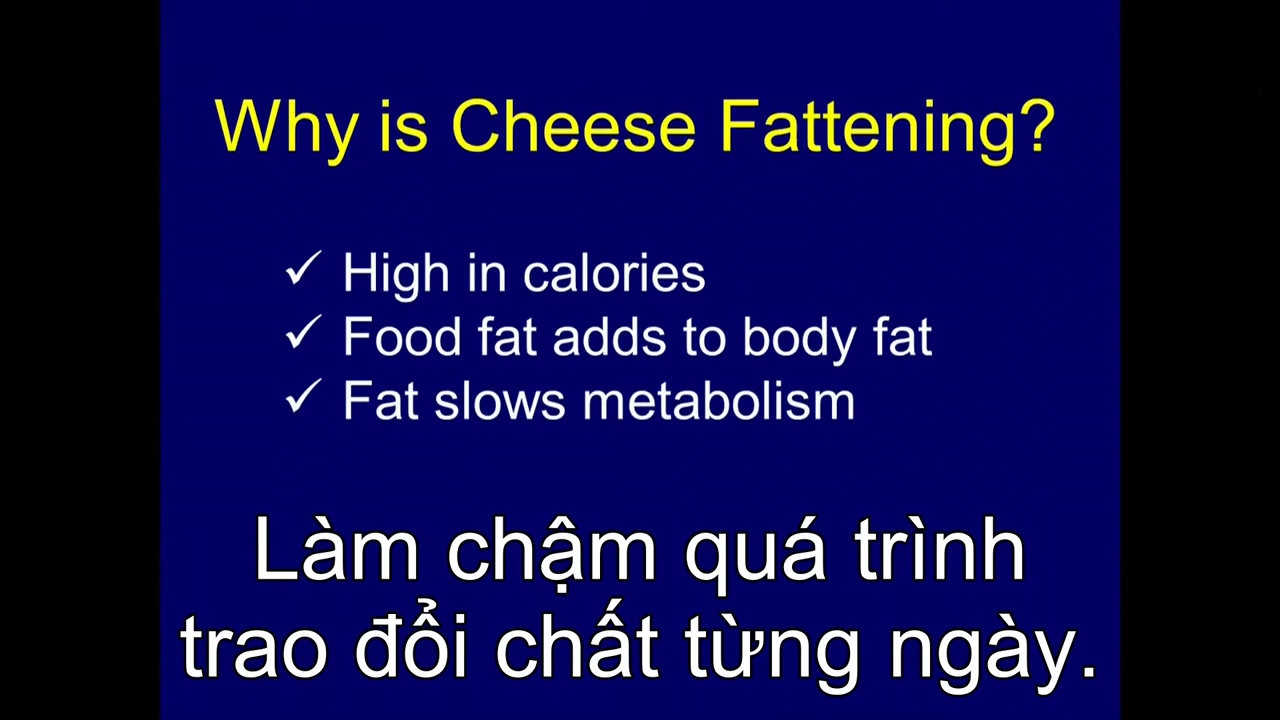 Why is Cheese Fattening?
✓ High in calories
✓ Food fat adds to body fat
✓ Fat slows metabolism
Làm chậm quá trình
trao đổi chất từng ngày.